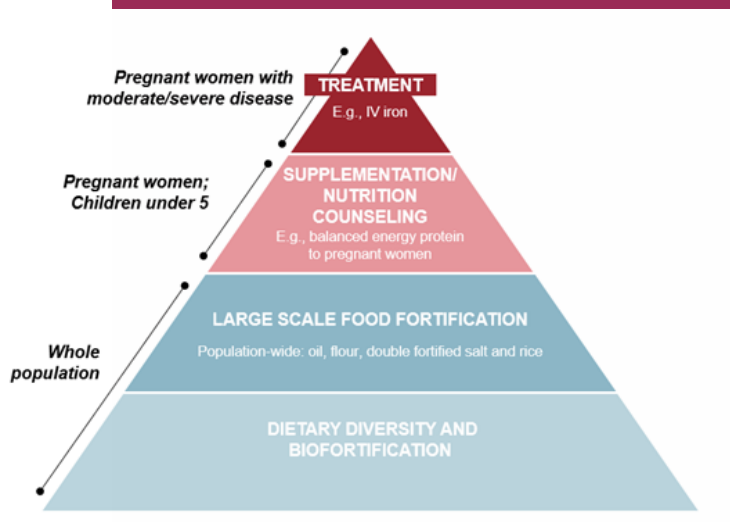 Pregnant women with
moderate/severe disease
TREATMENT
E.g., IV iron
Pregnant women;
Children under 5
SUPPLEMENTATION/
NUTRITION
COUNSELING
E.g., balanced energy protein
to pregnant women
Whole
population
LARGE SCALE FOOD FORTIFICATION
Population-wide: oil, flour, double fortified salt and rice
DIETARY DIVERSITY AND
BIOFORTIFICATION